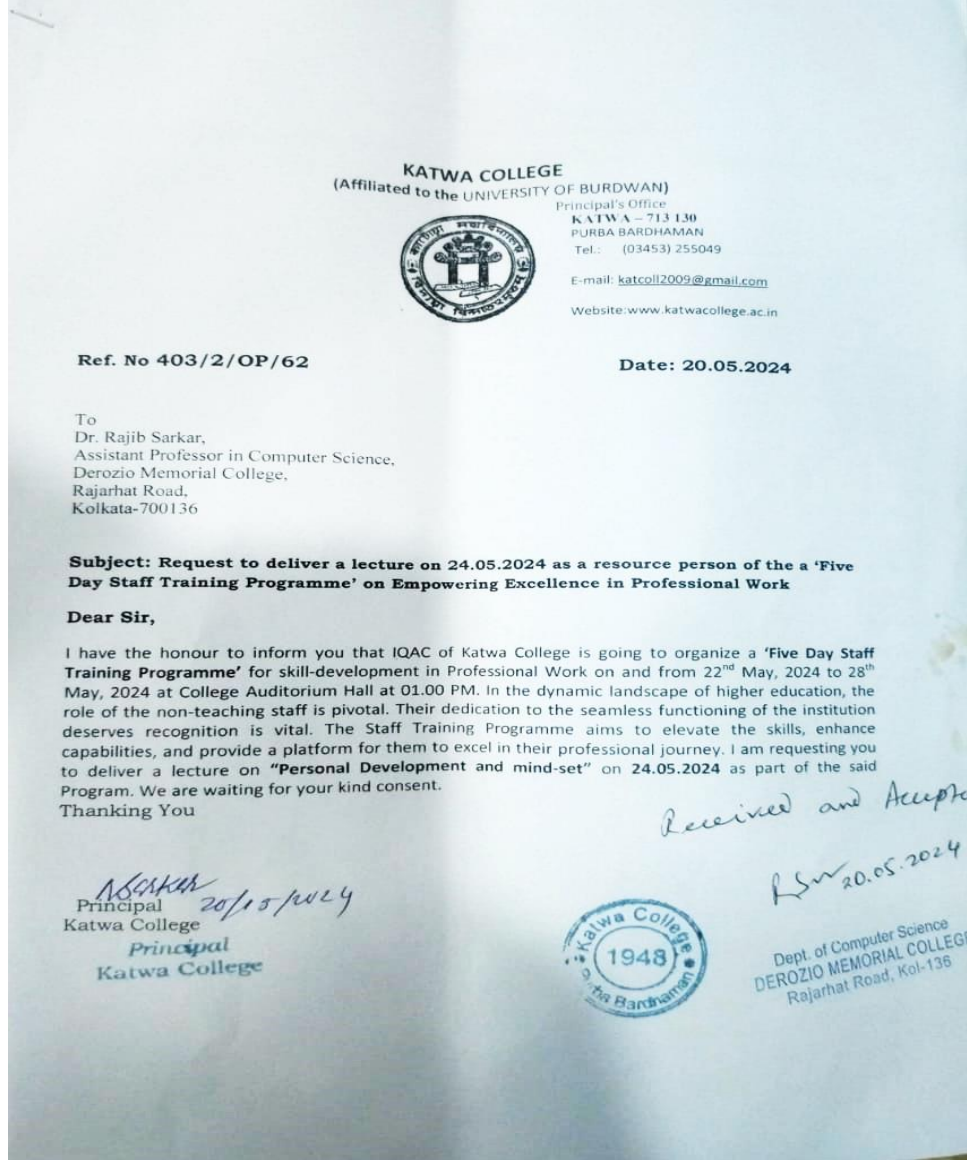 KATWA COLLEGE
(Affiliated to the UNIVERSITY OF BURDWAN)
Principal's Office
KATWA – 713 130
PURBA BARDHAMAN
Tel.: (03453) 255049
E-mail: katcoll2009@gmail.com
Website:www.katwacollege.ac.in
Ref. No 403/2/OP/62
Date: 20.05.2024
To
Dr. Rajib Sarkar,
Assistant Professor in Computer Science,
Derozio Memorial College,
Rajarhat Road,
Kolkata-700136
Subject: Request to deliver a lecture on 24.05.2024 as a resource person of the a ‘Five
Day Staff Training Programme’ on Empowering Excellence in Professional Work
Dear Sir,
I have the honour to inform you that IQAC of Katwa College is going to organize a ‘Five Day Staff
Training Programme’ for skill-development in Professional Work on and from 22nd May, 2024 to 28th
May, 2024 at College Auditorium Hall at 01.00 PM. In the dynamic landscape of higher education, the
role of the non-teaching staff is pivotal. Their dedication to the seamless functioning of the institution
deserves recognition is vital. The Staff Training Programme aims to elevate the skills, enhance
capabilities, and provide a platform for them to excel in their professional journey. I am requesting you
to deliver a lecture on “Personal Development and mind-set” on 24.05.2024 as part of the said
Program. We are waiting for your kind consent.
Thanking You
Received and Accepte
20.05.2024
20/05/2024
Principal
Katwa College
Principal
Katwa College
Katwa College
1948
Bardhaman
Dept. of Computer Science
DEROZIO MEMORIAL COLLEGE
Rajarhat Road, Kol-136